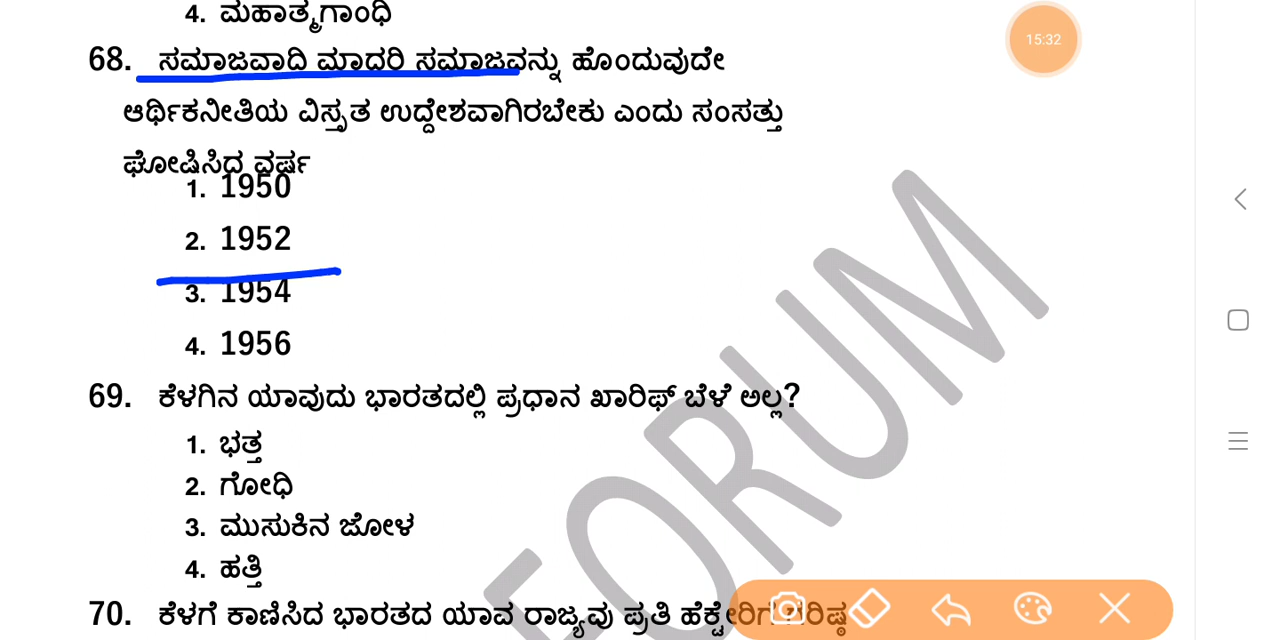 4. ಮಹಾತ್ಮಗಾಂಧಿ
15:32
68. ಸಮಾಜವಾದಿ ಮಾದರಿ ಸಮಾಜವನ್ನು ಹೊಂದುವುದೇ
ಆರ್ಥಿಕನೀತಿಯ ವಿಸ್ತೃತ ಉದ್ದೇಶವಾಗಿರಬೇಕು ಎಂದು ಸಂಸತ್ತು
ಘೋಷಿಸಿದ ವರ್ಷ
1. 1950
2. 1952
3. 1954
4. 1956
69. ಕೆಳಗಿನ ಯಾವುದು ಭಾರತದಲ್ಲಿ ಪ್ರಧಾನ ಖಾರಿಫ್ ಬೆಳೆ ಅಲ್ಲ?
1. ಭತ್ತ
2. ಗೋಧಿ
3. ಮುಸುಕಿನ ಜೋಳ
4. ಹತ್ತಿ
70. ಕೆಳಗೆ ಕಾಣಿಸಿದ ಭಾರತದ ಯಾವ ರಾಜ್ಯವು ಪ್ರತಿ ಹೆಕ್ಟೇರಿಗೆ ಗರಿಷ್ಠ
FORUM